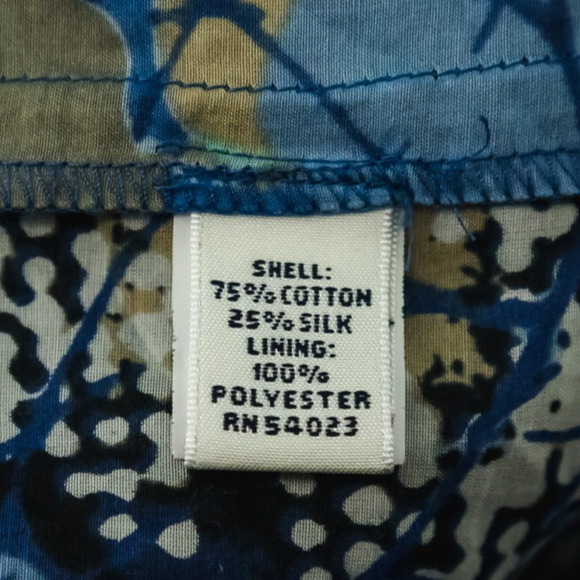 SHELL:
75% COTTON
25% SILK
LINING:
100%
POLYESTER
RN 54023